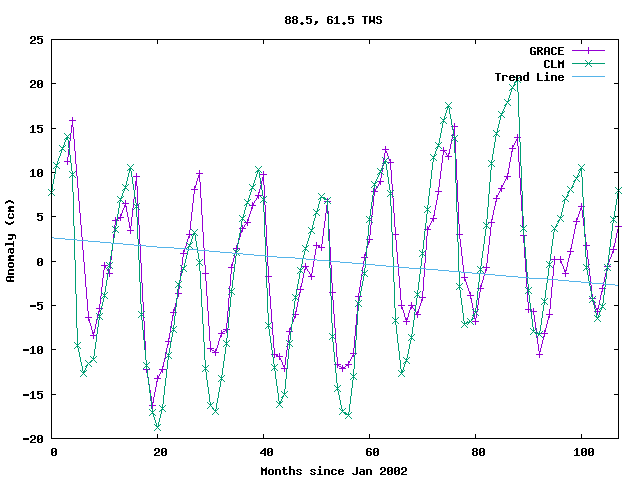 88.5, 61.5 TWS
GRACE
CLM
Trend Line
25
20
15
10
5
0
-5
-10
-15
-20
Anomaly (cm)
0 20 40 60 80 100
Months since Jan 2002